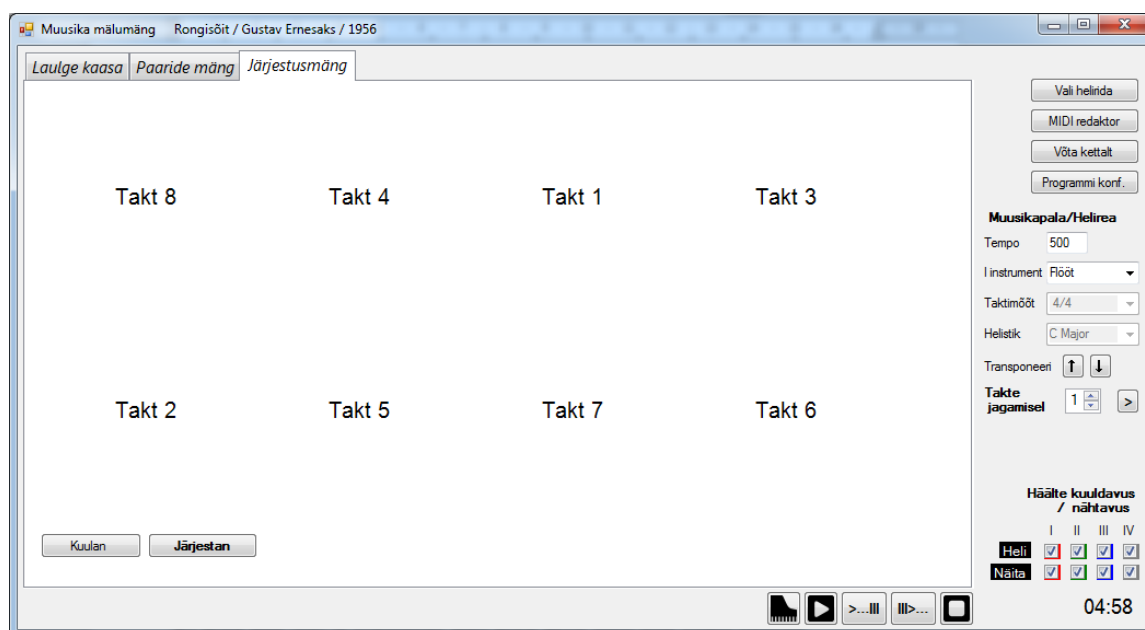 Muusika mälumäng Rongisõit / Gustav Ernesaks / 1956
Laulge kaasa Paaride mäng Järjestusmäng
Takt 8 Takt 4 Takt 1 Takt 3
Takt 2 Takt 5 Takt 7 Takt 6
Kuulan Järjestan
Vali helirida
MIDI redaktor
Võta kettalt
Programmi konf.
Muusikapala/Helirea
Tempo 500
I instrument Flööt
Taktimõõt 4/4
Helistik C Major
Transponeeri
Takte
jagamisel 1 >
Häälte kuuldavus
/ nähtavus
I II III IV
Heli
Näita
>...III III>...
04:58